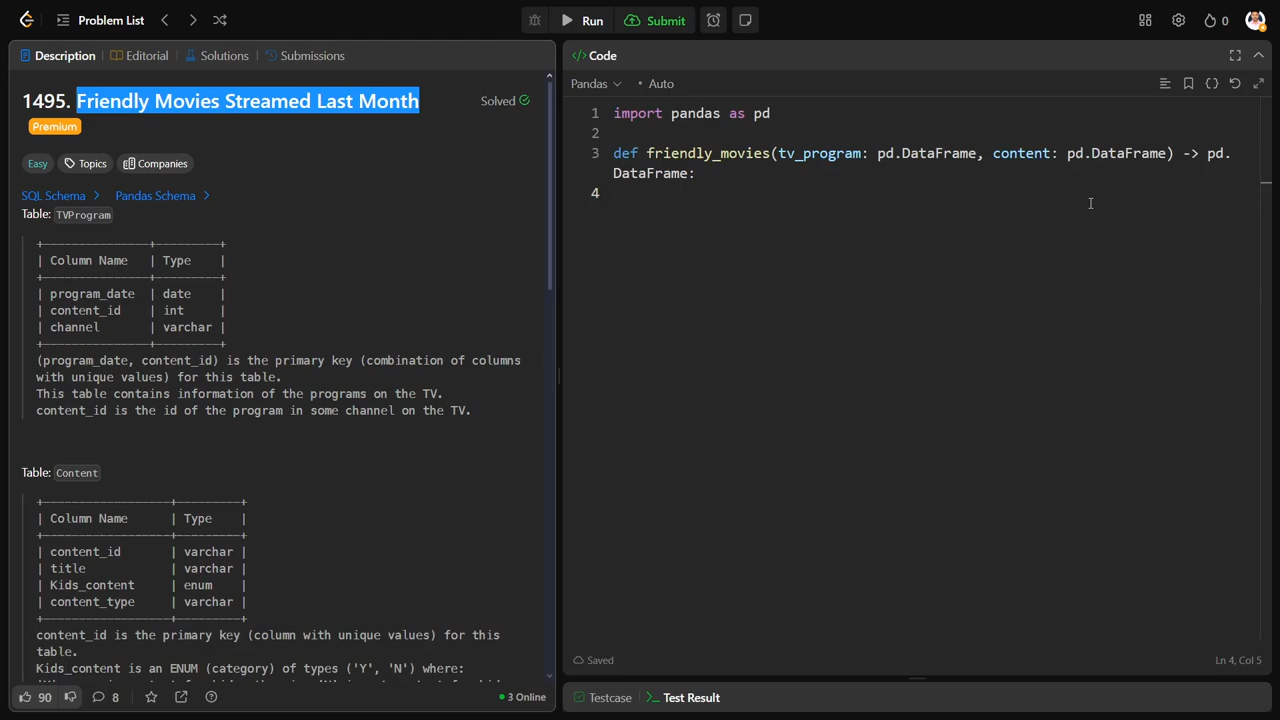 Problem List
Run
Submit
0
Description
Editorial
Solutions
Submissions
1495. Friendly Movies Streamed Last Month
Solved
Premium
Easy
Topics
Companies
SQL Schema >
Pandas Schema >
Table: TVProgram
+---------------+---------+
| Column Name   | Type    |
+---------------+---------+
| program_date  | date    |
| content_id    | int     |
| channel       | varchar |
+---------------+---------+
(program_date, content_id) is the primary key (combination of columns
with unique values) for this table.
This table contains information of the programs on the TV.
content_id is the id of the program in some channel on the TV.
Table: Content
+------------------+---------+
| Column Name      | Type    |
+------------------+---------+
| content_id       | varchar |
| title            | varchar |
| Kids_content     | enum    |
| content_type     | varchar |
+------------------+---------+
content_id is the primary key (column with unique values) for this
table.
Kids_content is an ENUM (category) of types ('Y', 'N') where:
90
8
3 Online
</> Code
Pandas
Auto
1 import pandas as pd
2
3 def friendly_movies(tv_program: pd.DataFrame, content: pd.DataFrame) -> pd.
DataFrame:
4
Saved
Ln 4, Col 5
Testcase
Test Result